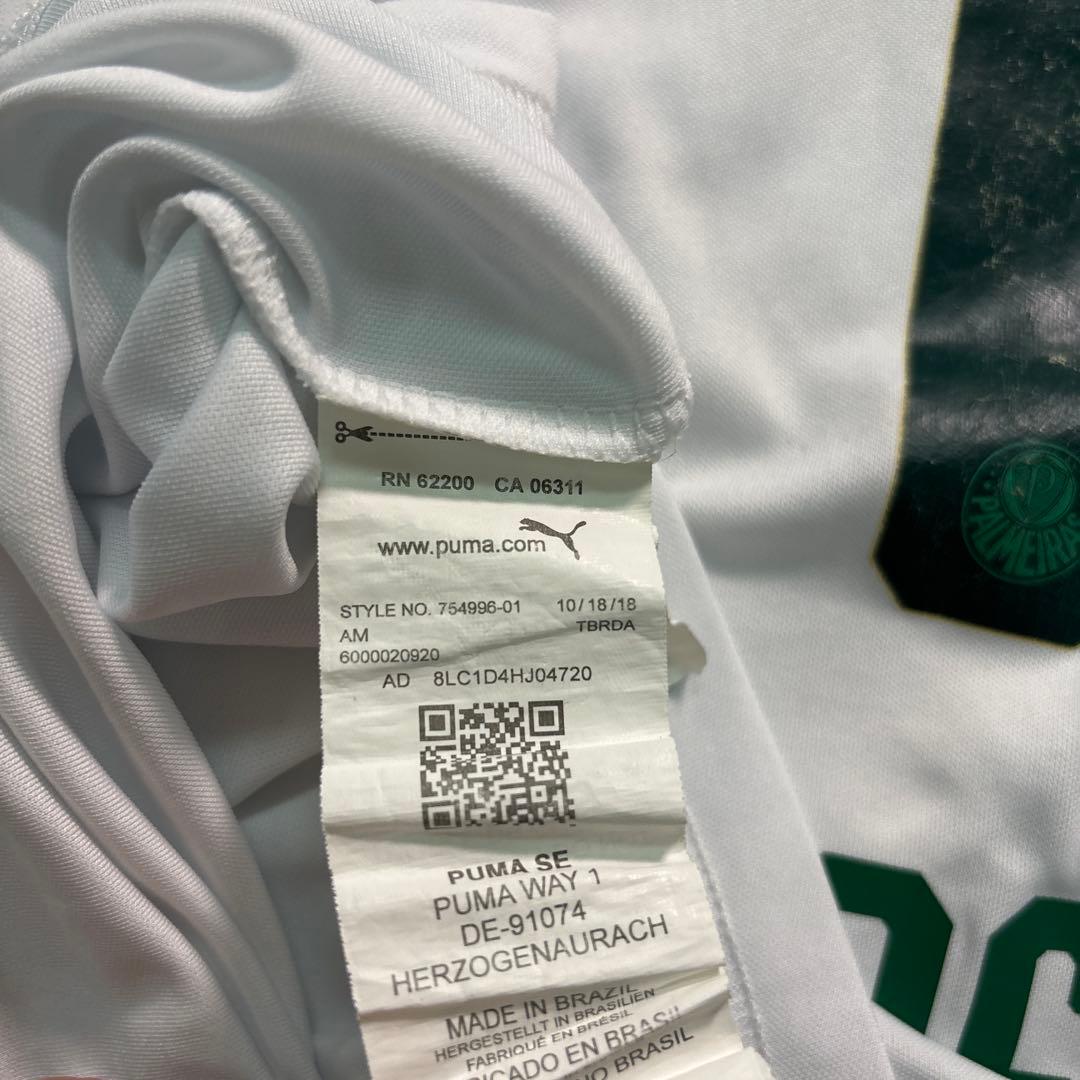 RN 62200 CA 06311
www.puma.com
STYLE NO. 754996-01 10/18/18
AM TBRDA
6000020920
AD 8LC1D4HJ04720
PUMA SE
PUMA WAY 1
DE-91074
HERZOGENAURACH
MADE IN BRAZIL
HERGESTELLT IN BRASILIEN
FABRIQUÉ EN BRÉSIL
BRASIL
PALMEIRAS